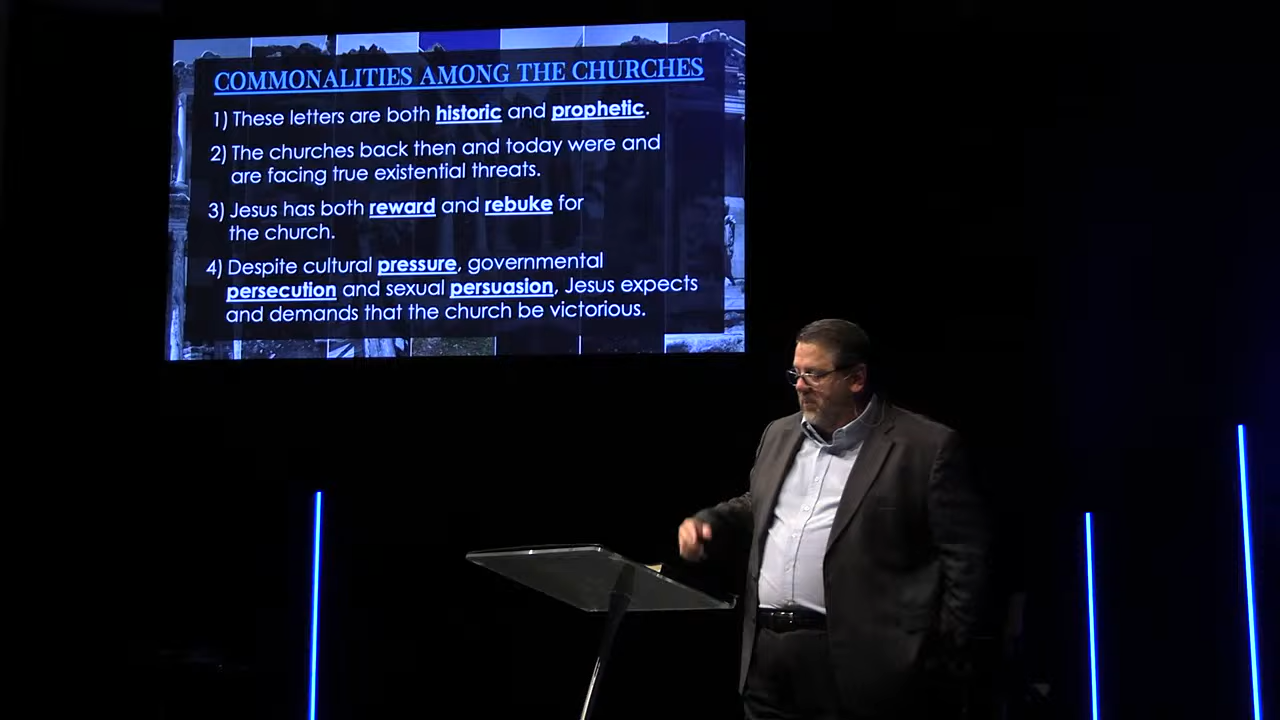 COMMONALITIES AMONG THE CHURCHES
1) These letters are both historic and prophetic.
2) The churches back then and today were and
are facing true existential threats.
3) Jesus has both reward and rebuke for
the church.
4) Despite cultural pressure, governmental
persecution and sexual persuasion, Jesus expects
and demands that the church be victorious.